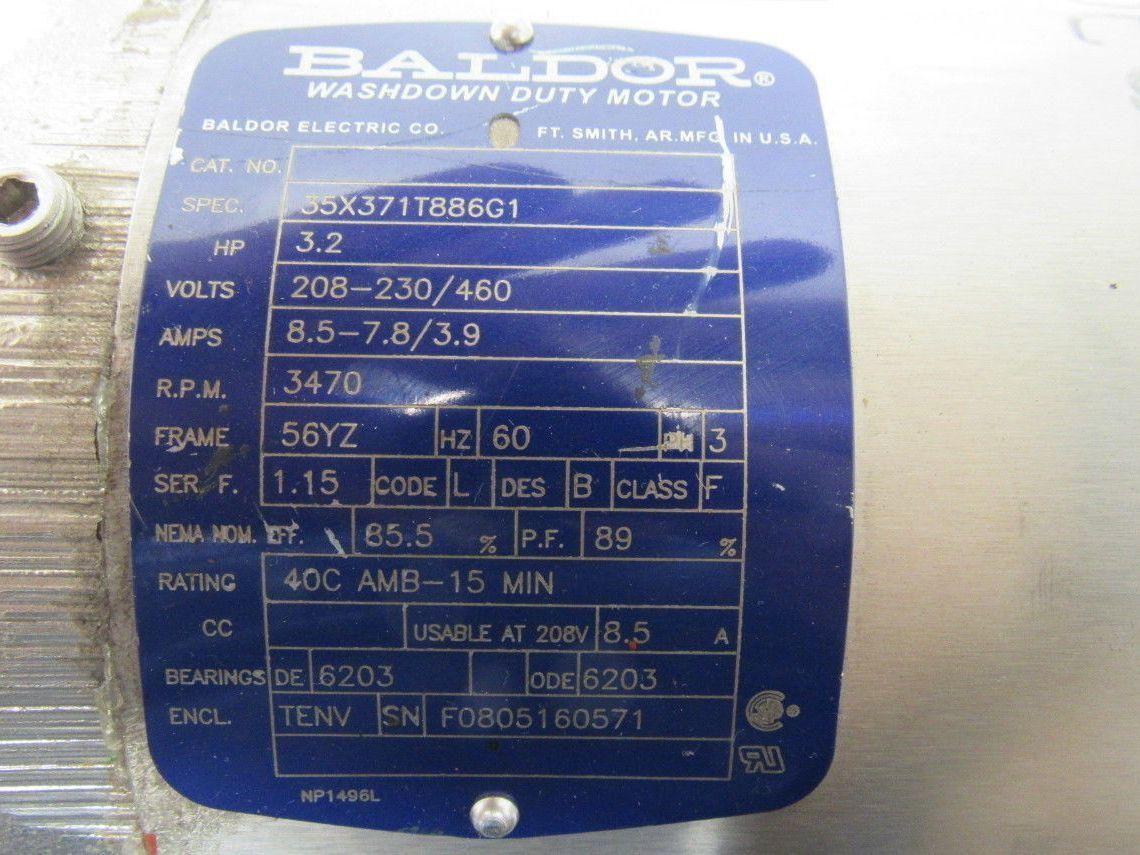 BALDOR®
WASHDOWN DUTY MOTOR
BALDOR ELECTRIC CO. FT. SMITH, AR.MFG. IN U.S.A.
CAT. NO.
SPEC. 35X371T886G1
HP 3.2
VOLTS 208-230/460
AMPS 8.5-7.8/3.9
R.P.M. 3470
FRAME 56YZ HZ 60 PH 3
SER. F. 1.15 CODE L DES B CLASS F
NEMA NOM. EFF. 85.5 % P.F. 89 %
RATING 40C AMB-15 MIN
CC USABLE AT 208V 8.5 A
BEARINGS DE 6203 ODE 6203
ENCL. TENV SN F0805160571
NP1496L